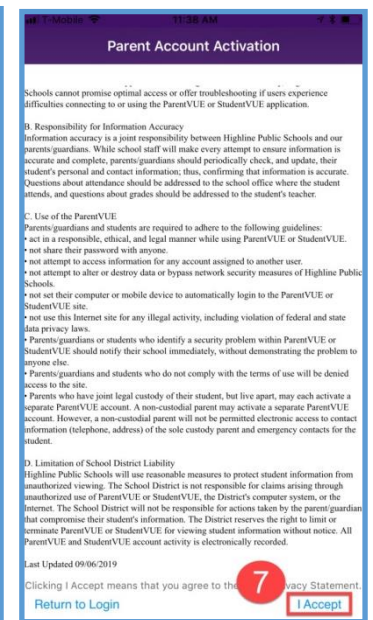 T-Mobile 11:38 AM
Parent Account Activation
Schools cannot promise optimal access or offer troubleshooting if users experience
difficulties connecting to or using the ParentVUE or StudentVUE application.
B. Responsibility for Information Accuracy
Information accuracy is a joint responsibility between Highline Public Schools and our
parents/guardians. While school staff will make every attempt to ensure information is
accurate and complete, parents/guardians should periodically check, and update, their
student's personal and contact information; thus, confirming that information is accurate.
Questions about attendance should be addressed to the school office where the student
attends, and questions about grades should be addressed to the student's teacher.
C. Use of the ParentVUE
Parents/guardians and students are required to adhere to the following guidelines:
• act in a responsible, ethical, and legal manner while using ParentVUE or StudentVUE.
• not share their password with anyone.
• not attempt to access information for any account assigned to another user.
• not attempt to alter or destroy data or bypass network security measures of Highline Public
Schools.
• not set their computer or mobile device to automatically login to the ParentVUE or
StudentVUE site.
• not use this Internet site for any illegal activity, including violation of federal and state
data privacy laws.
• Parents/guardians or students who identify a security problem within ParentVUE or
StudentVUE should notify their school immediately, without demonstrating the problem to
anyone else.
• Parents/guardians and students who do not comply with the terms of use will be denied
access to the site.
• Parents who have joint legal custody of their student, but live apart, may each activate a
separate ParentVUE account. A non-custodial parent may activate a separate ParentVUE
account. However, a non-custodial parent will not be permitted electronic access to contact
information (telephone, address) of the sole custody parent and emergency contacts for the
student.
D. Limitation of School District Liability
Highline Public Schools will use reasonable measures to protect student information from
unauthorized viewing. The School District is not responsible for claims arising through
unauthorized use of ParentVUE or StudentVUE, the District's computer system, or the
Internet. The School District will not be responsible for actions taken by the parent/guardian
that compromise their student's information. The District reserves the right to limit or
terminate ParentVUE or StudentVUE for viewing student information without notice. All
ParentVUE and StudentVUE account activity is electronically recorded.
Last Updated 09/06/2019
Clicking I Accept means that you agree to the vacy Statement.
7
Return to Login I Accept